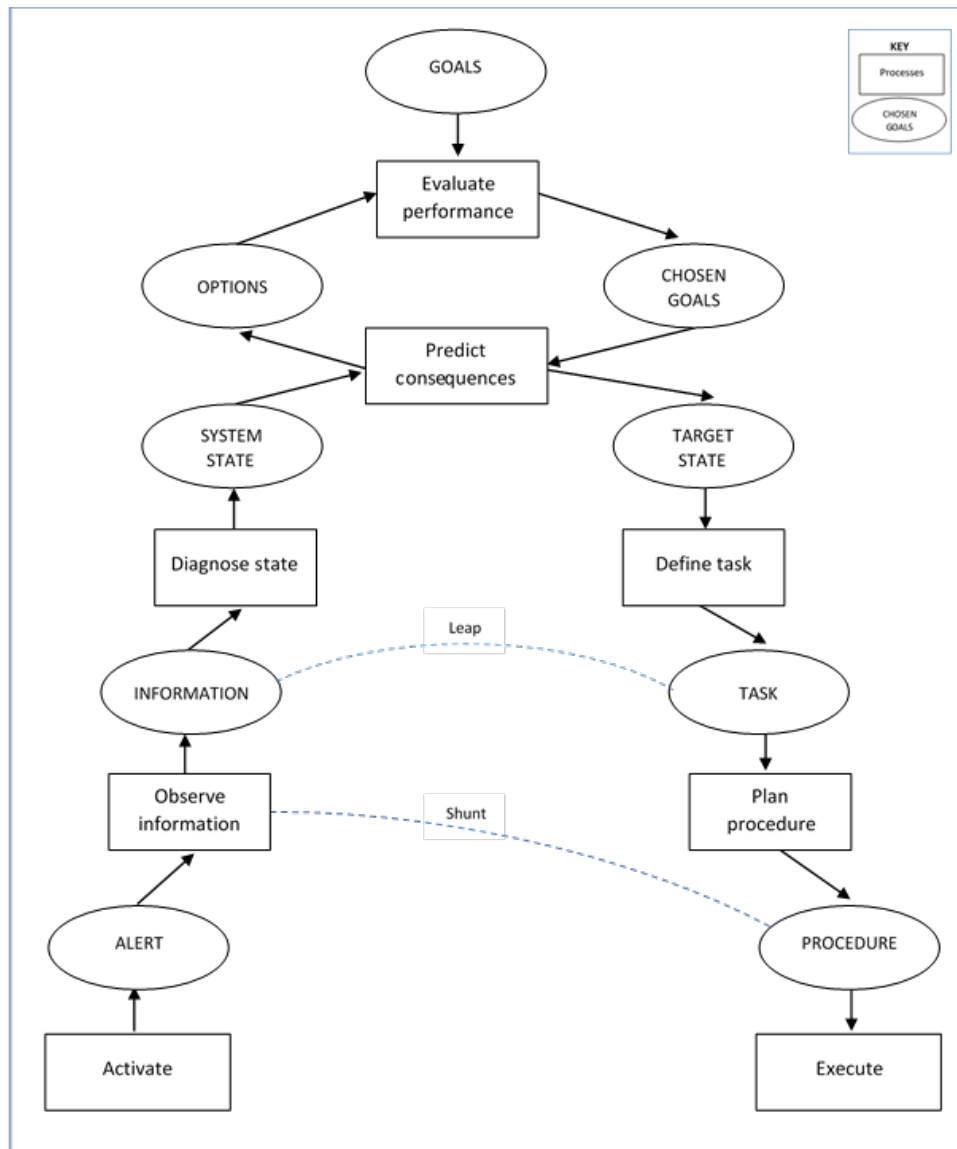 GOALS
KEY
Processes
CHOSEN
GOALS
Evaluate
performance
OPTIONS
CHOSEN
GOALS
Predict
consequences
SYSTEM
STATE
TARGET
STATE
Diagnose state
Define task
Leap
INFORMATION
TASK
Observe
information
Shunt
Plan
procedure
ALERT
PROCEDURE
Activate
Execute